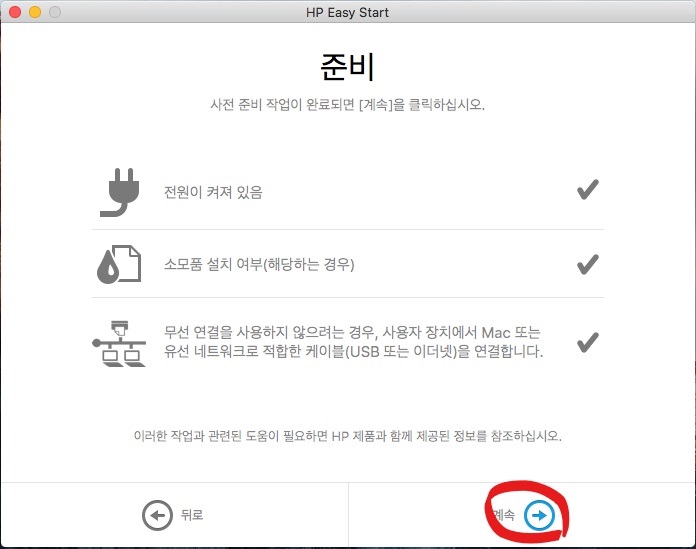 HP Easy Start
준비
사전 준비 작업이 완료되면 [계속]을 클릭하십시오.
전원이 켜져 있음
소모품 설치 여부(해당하는 경우)
무선 연결을 사용하지 않으려는 경우, 사용자 장치에서 Mac 또는
유선 네트워크로 적합한 케이블(USB 또는 이더넷)을 연결합니다.
이러한 작업과 관련된 도움이 필요하면 HP 제품과 함께 제공된 정보를 참조하십시오.
뒤로
계속